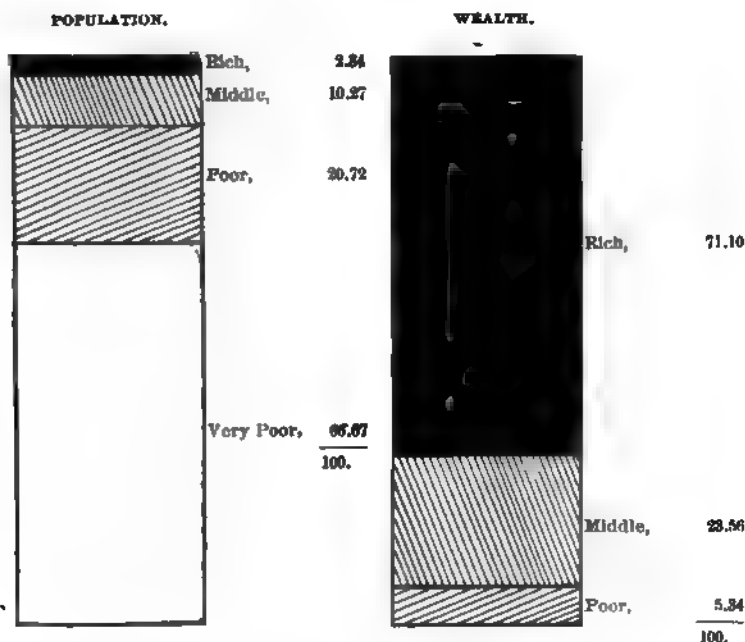 POPULATION.
Rich, 2.34
Middle, 10.27
Poor, 20.72
Very Poor, 66.67
100.
WEALTH.
Rich, 71.10
Middle, 23.56
Poor, 5.34
100.